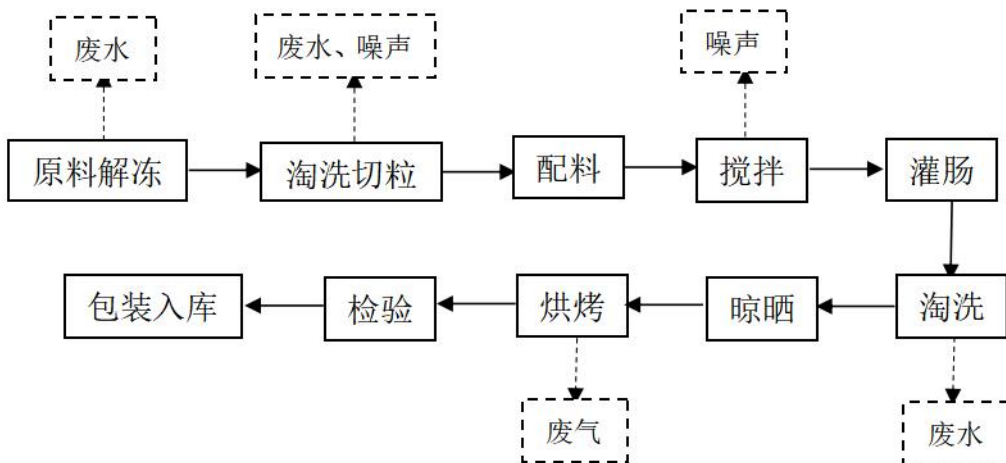 废水
废水、噪声
噪声
原料解冻
淘洗切粒
配料
搅拌
灌肠
包装入库
检验
烘烤
晾晒
淘洗
废气
废水